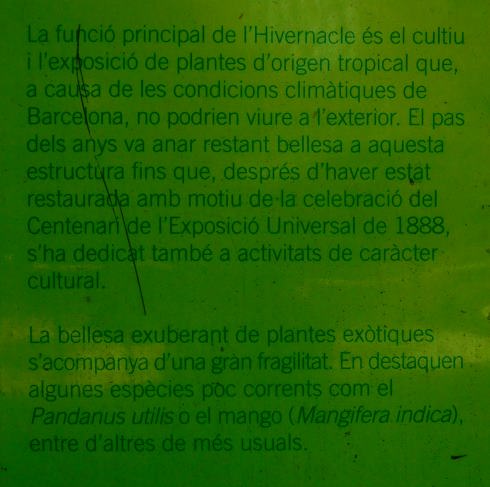 La funció principal de l'Hivernacle és el cultiu
i l'exposició de plantes d'origen tropical que,
a causa de les condicions climàtiques de
Barcelona, no podrien viure a l'exterior. El pas
dels anys va anar restant bellesa a aquesta
estructura fins que, després d'haver estat
restaurada amb motiu de la celebració del
Centenari de l'Exposició Universal de 1888,
s'ha dedicat també a activitats de caràcter
cultural.
La bellesa exuberant de plantes exòtiques
s'acompanya d'una gran fragilitat. En destaquen
algunes espècies poc corrents com el
Pandanus utilis o el mango (Mangifera indica),
entre d'altres de més usuals.